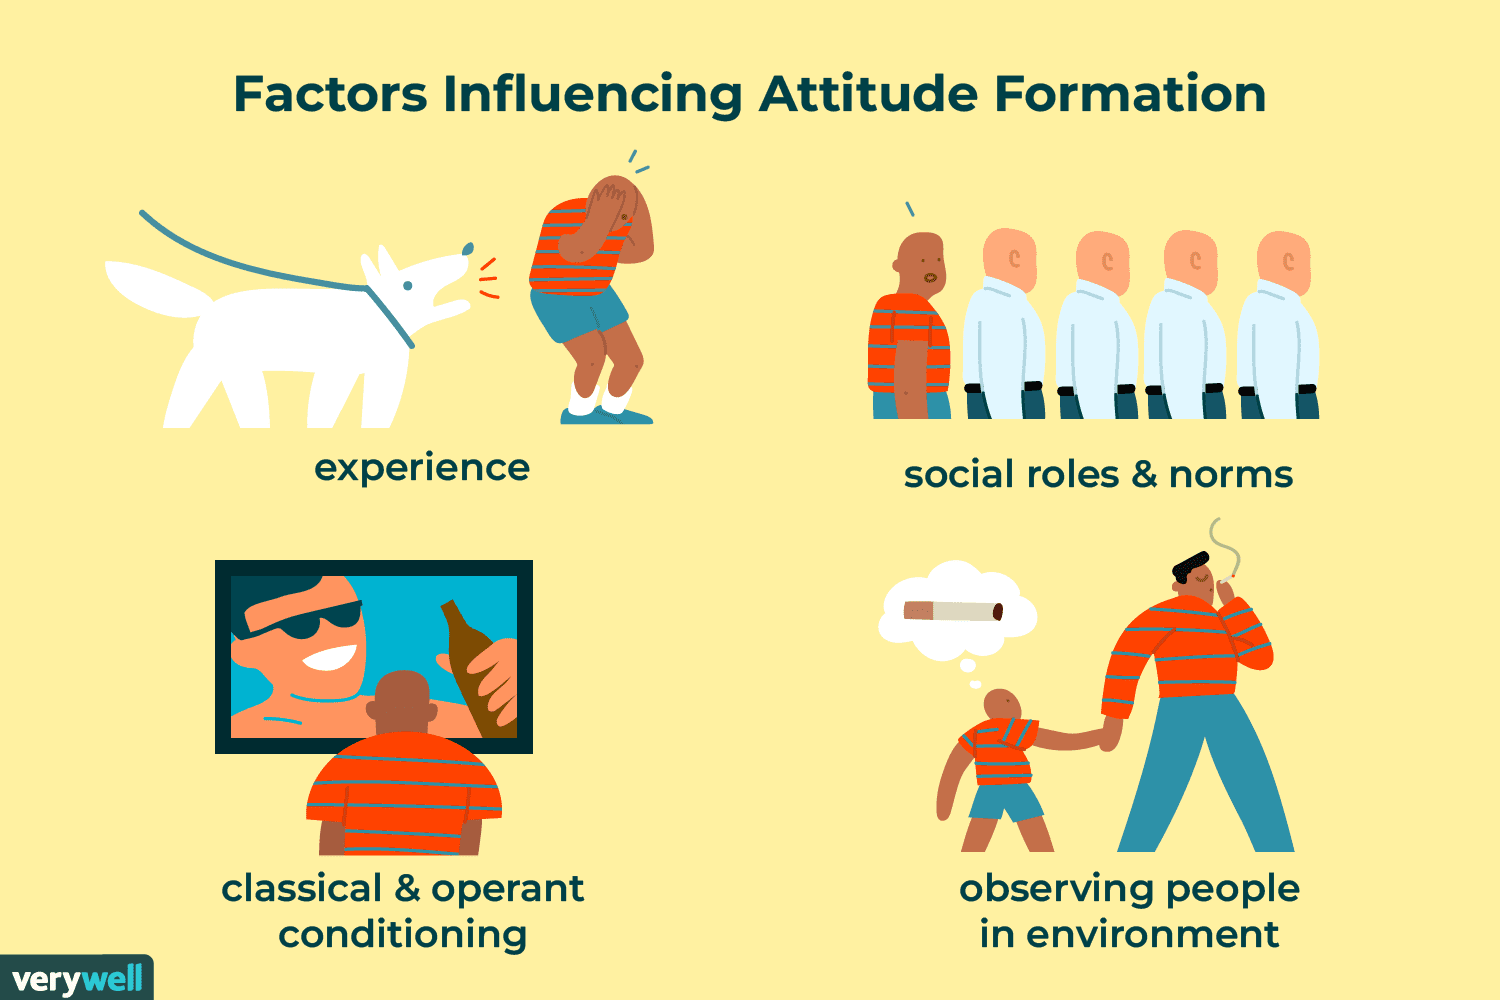 Factors Influencing Attitude Formation
experience
social roles & norms
classical & operant
conditioning
observing people
in environment
verywell